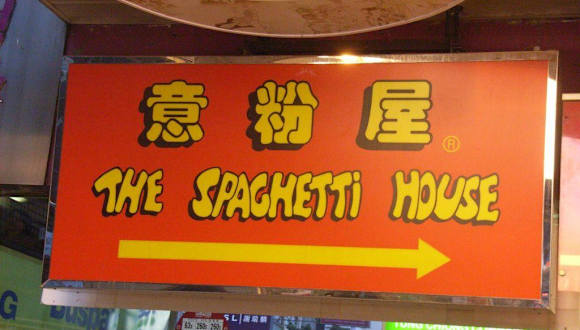 意粉屋®
THE SPAGHETTI HOUSE